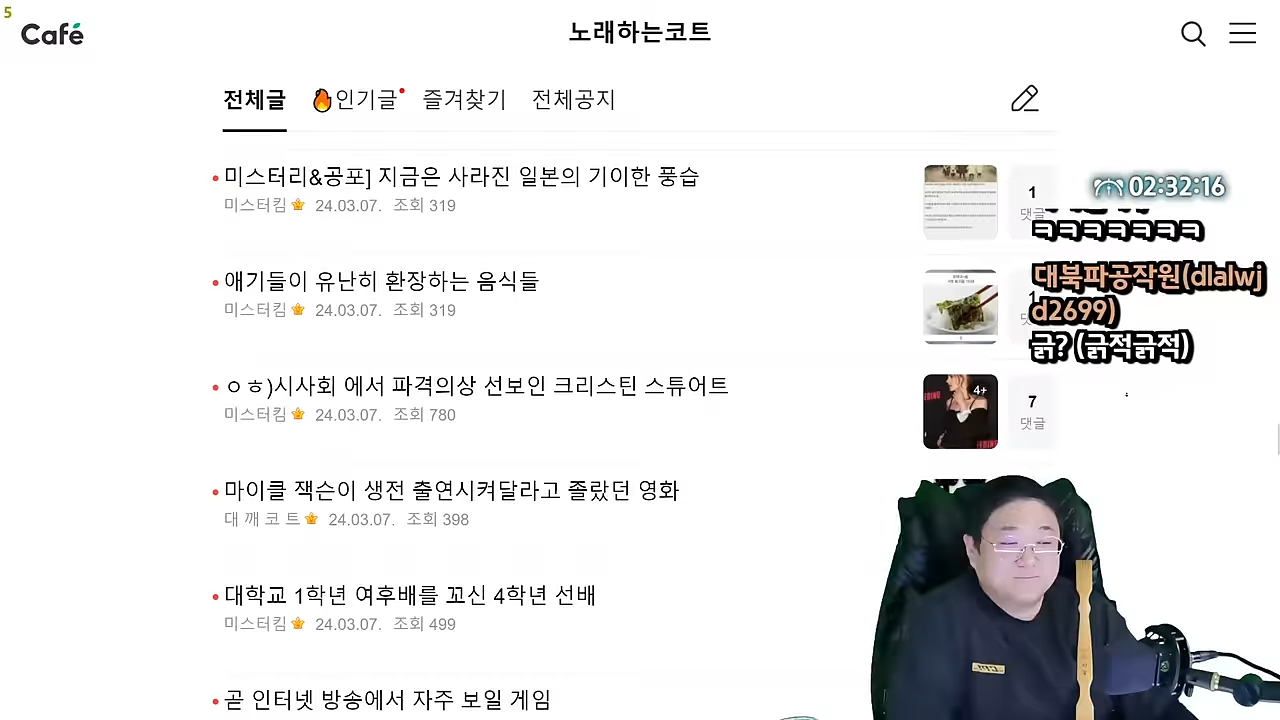 5
Café
노래하는코트
전체글 🔥인기글 즐겨찾기 전체공지
미스터리&공포] 지금은 사라진 일본의 기이한 풍습
미스터킴 24.03.07. 조회 319
1
댓글
02:32:16
ㅋㅋㅋㅋㅋㅋㅋ
대북파공작원(dlalwj
d2699)
긁? (긁적긁적)
애기들이 유난히 환장하는 음식들
미스터킴 24.03.07. 조회 319
ㅇㅎ)시사회 에서 파격의상 선보인 크리스틴 스튜어트
미스터킴 24.03.07. 조회 780
4+
7
댓글
마이클 잭슨이 생전 출연시켜달라고 졸랐던 영화
대 깨 코 트 24.03.07. 조회 398
대학교 1학년 여후배를 꼬신 4학년 선배
미스터킴 24.03.07. 조회 499
곧 인터넷 방송에서 자주 보일 게임